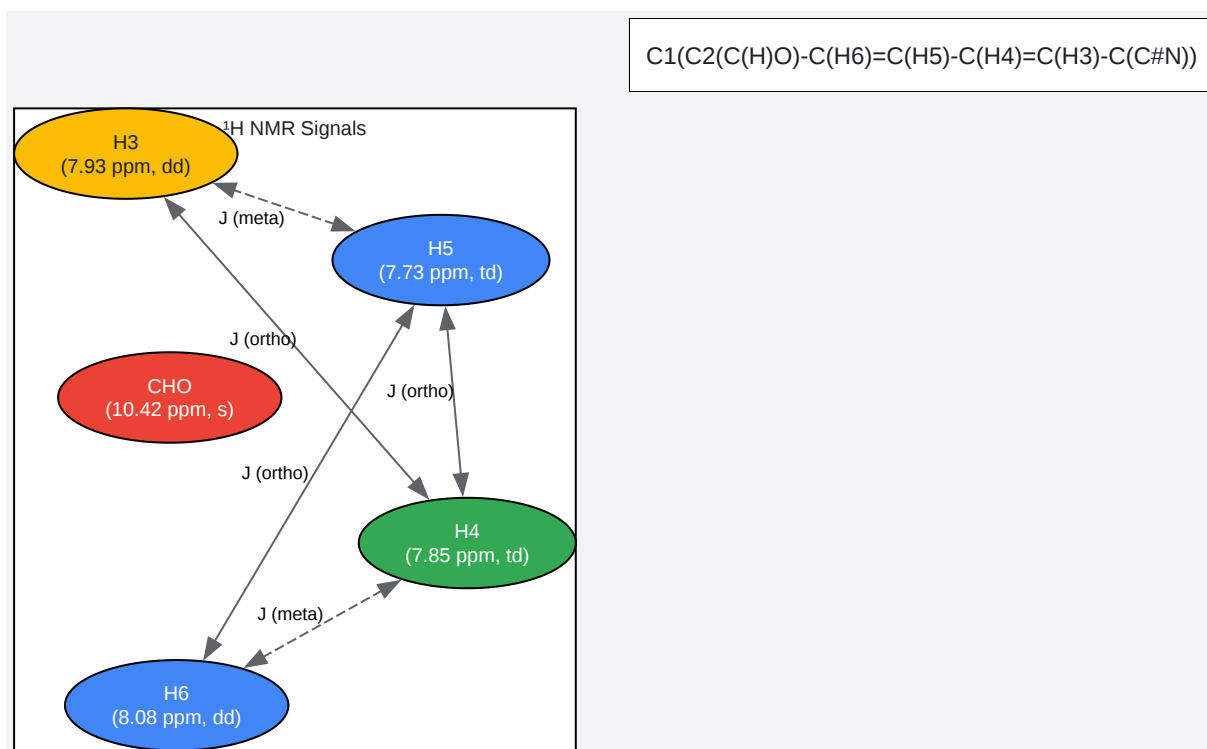 C1(C2(C(H)O)-C(H6)=C(H5)-C(H4)=C(H3)-C(C#N))
¹H NMR Signals
H3
(7.93 ppm, dd)
J (meta)
H5
(7.73 ppm, td)
J (ortho)
CHO
(10.42 ppm, s)
J (ortho)
J (ortho)
H4
(7.85 ppm, td)
J (meta)
H6
(8.08 ppm, dd)